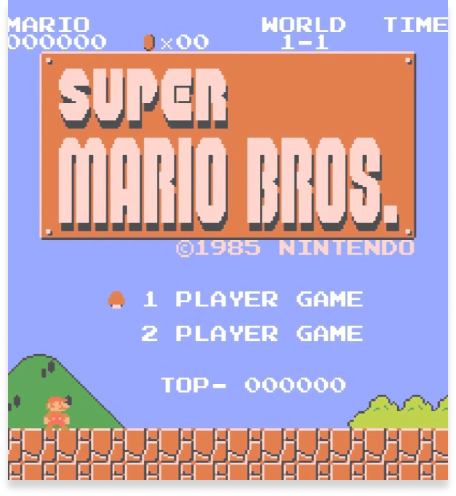 MARIO WORLD TIME
000000 ×00 1-1
SUPER
MARIO BROS.
©1985 NINTENDO
1 PLAYER GAME
2 PLAYER GAME
TOP- 000000